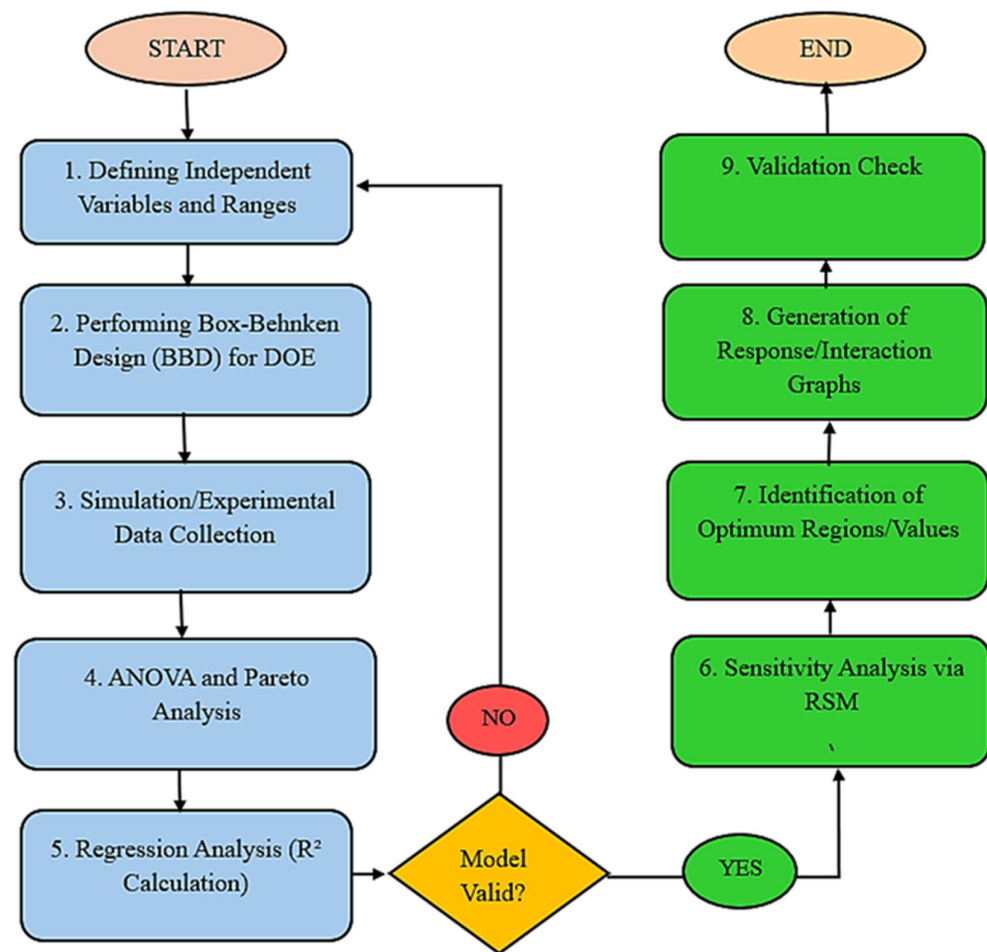 START
1. Defining Independent
Variables and Ranges
2. Performing Box-Behnken
Design (BBD) for DOE
3. Simulation/Experimental
Data Collection
4. ANOVA and Pareto
Analysis
5. Regression Analysis (R²
Calculation)
Model
Valid?
NO
YES
6. Sensitivity Analysis via
RSM
7. Identification of
Optimum Regions/Values
8. Generation of
Response/Interaction
Graphs
9. Validation Check
END